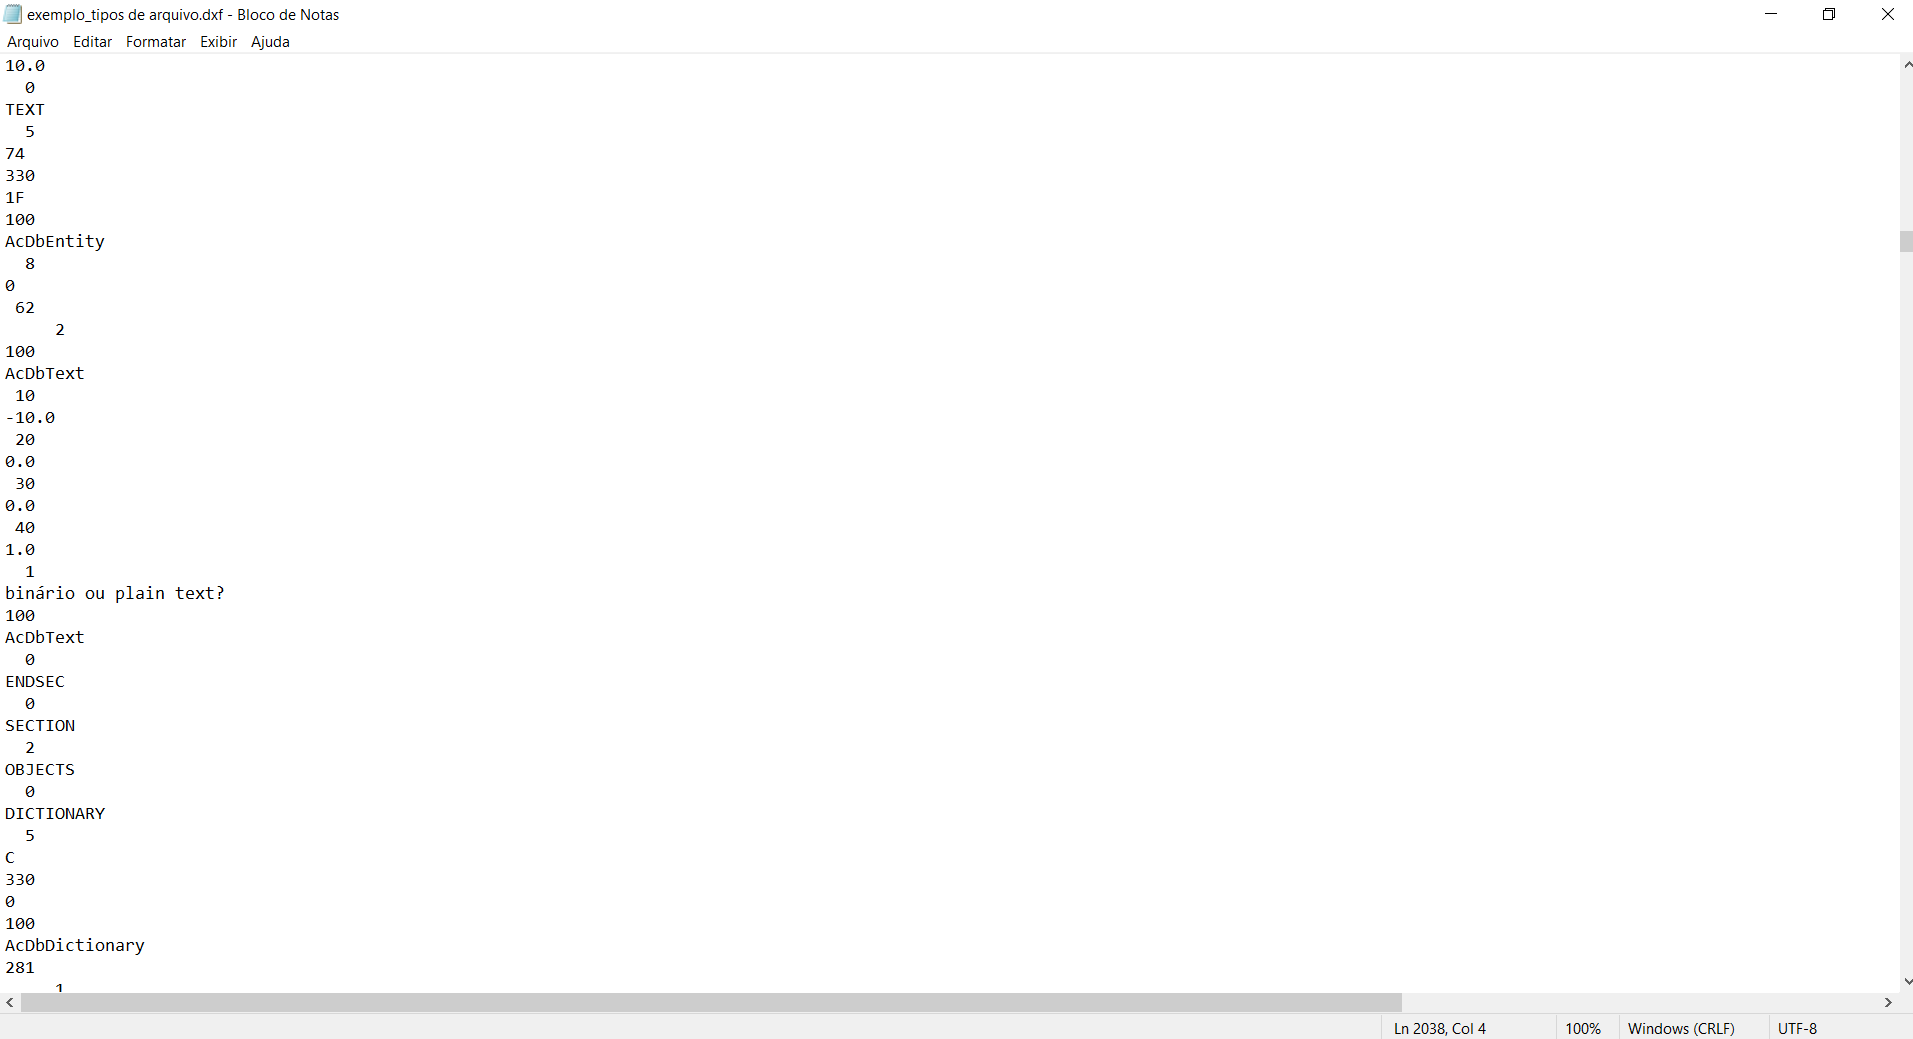 exemplo_tipos de arquivo.dxf - Bloco de Notas
Arquivo Editar Formatar Exibir Ajuda
10.0
0
TEXT
5
74
330
1F
100
AcDbEntity
8
0
62
2
100
AcDbText
10
-10.0
20
0.0
30
0.0
40
1.0
1
binário ou plain text?
100
AcDbText
0
ENDSEC
0
SECTION
2
OBJECTS
0
DICTIONARY
5
C
330
0
100
AcDbDictionary
281
1
Ln 2038, Col 4 100% Windows (CRLF) UTF-8